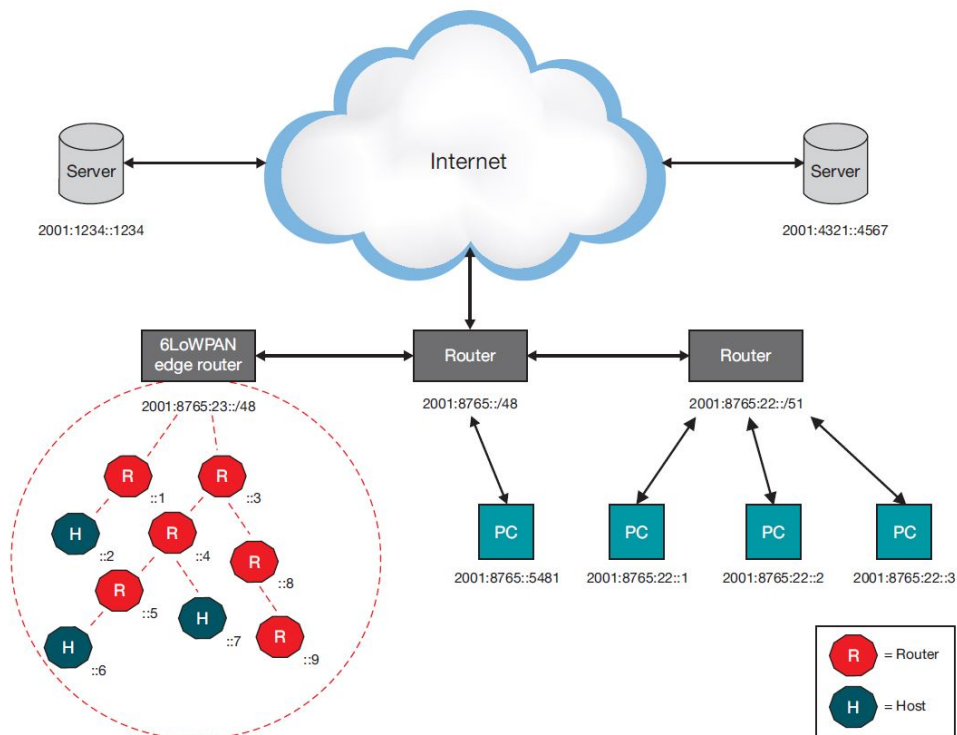 Internet
Server
Server
2001:1234::1234
2001:4321::4567
6LoWPAN
edge router
Router
Router
2001:8765:23::/48
2001:8765::/48
2001:8765:22::/51
R
::1
R
::3
H
::2
R
::4
R
::8
R
::5
H
::7
R
::9
H
::6
PC
PC
PC
PC
2001:8765::5481
2001:8765:22::1
2001:8765:22::2
2001:8765:22::3
R = Router
H = Host